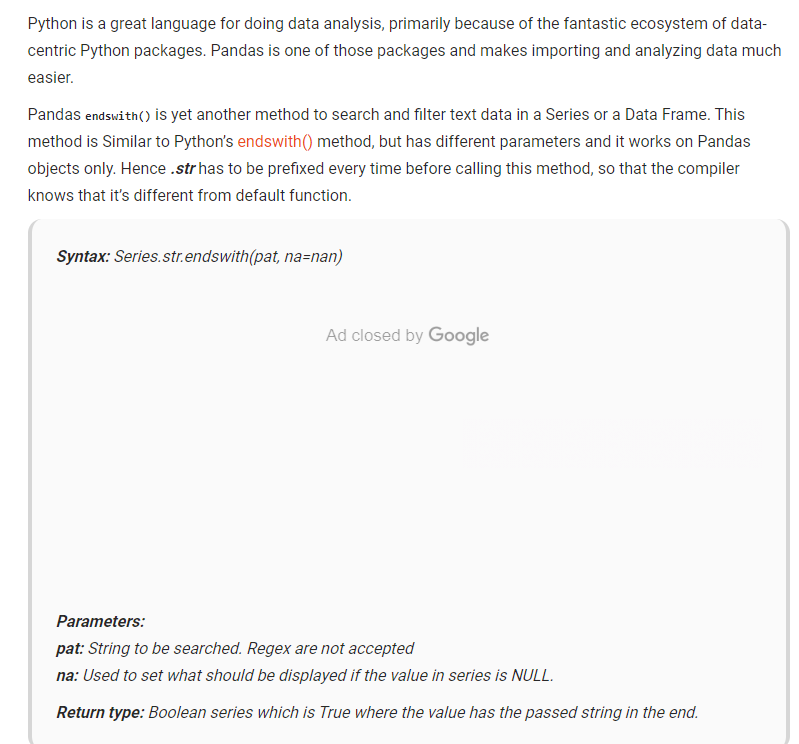 Python is a great language for doing data analysis, primarily because of the fantastic ecosystem of data-
centric Python packages. Pandas is one of those packages and makes importing and analyzing data much
easier.
Pandas endswith() is yet another method to search and filter text data in a Series or a Data Frame. This
method is Similar to Python's endswith() method, but has different parameters and it works on Pandas
objects only. Hence .str has to be prefixed every time before calling this method, so that the compiler
knows that it's different from default function.
Syntax: Series.str.endswith(pat, na=nan)
Ad closed by Google
Parameters:
pat: String to be searched. Regex are not accepted
na: Used to set what should be displayed if the value in series is NULL.
Return type: Boolean series which is True where the value has the passed string in the end.